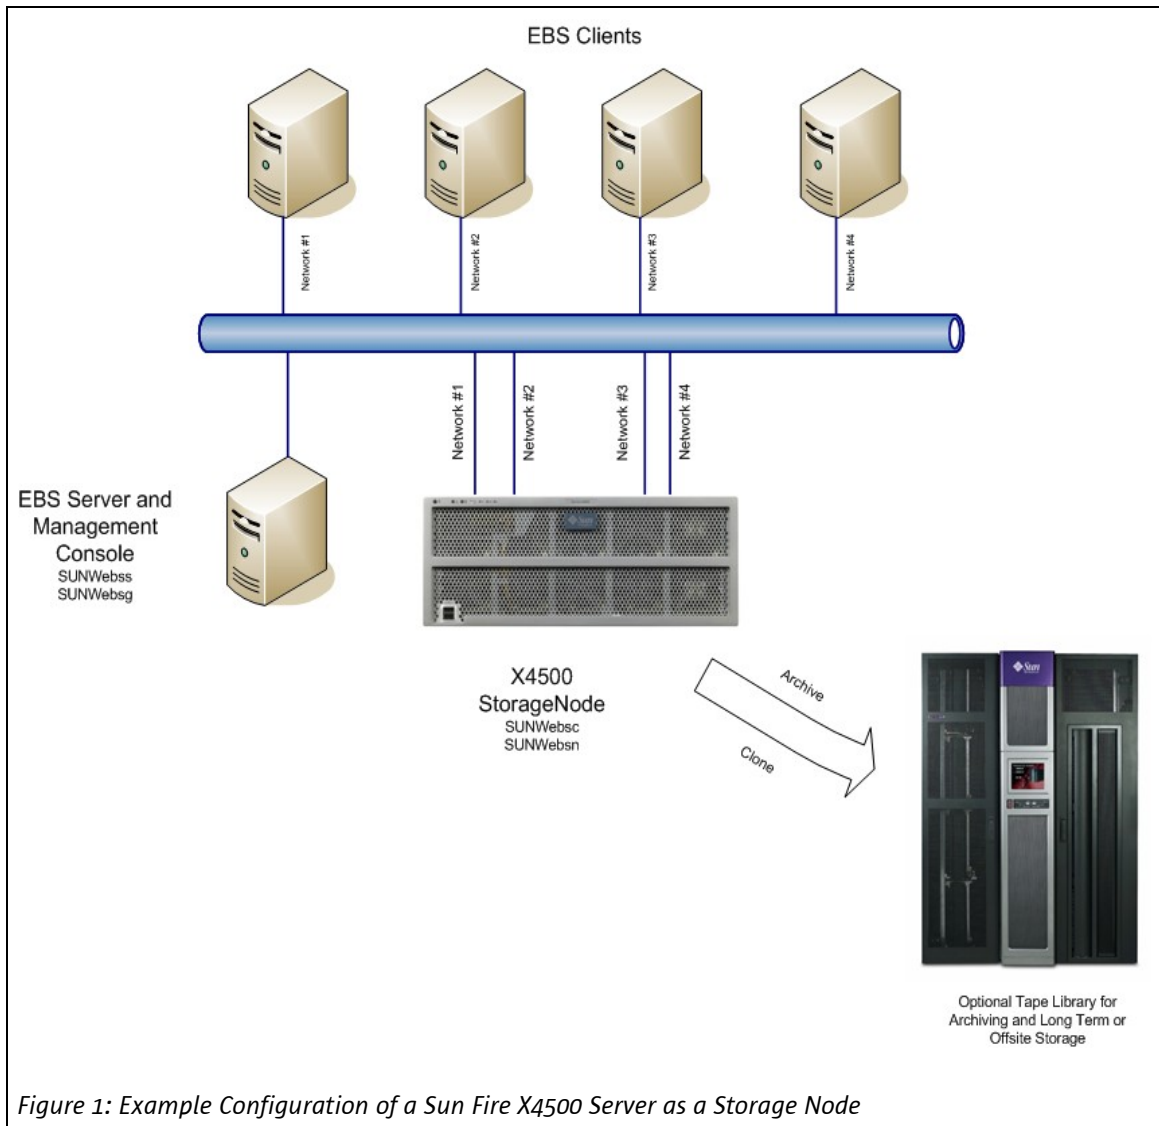 EBS Clients
Network #1
Network #2
Network #3
Network #4
Network #1
Network #2
Network #3
Network #4
EBS Server and
Management
Console
SUNWebss
SUNWebsg
Sun
X4500
StorageNode
SUNWebsc
SUNWebsn
Archive
Clone
Sun
Optional Tape Library for
Archiving and Long Term or
Offsite Storage
Figure 1: Example Configuration of a Sun Fire X4500 Server as a Storage Node